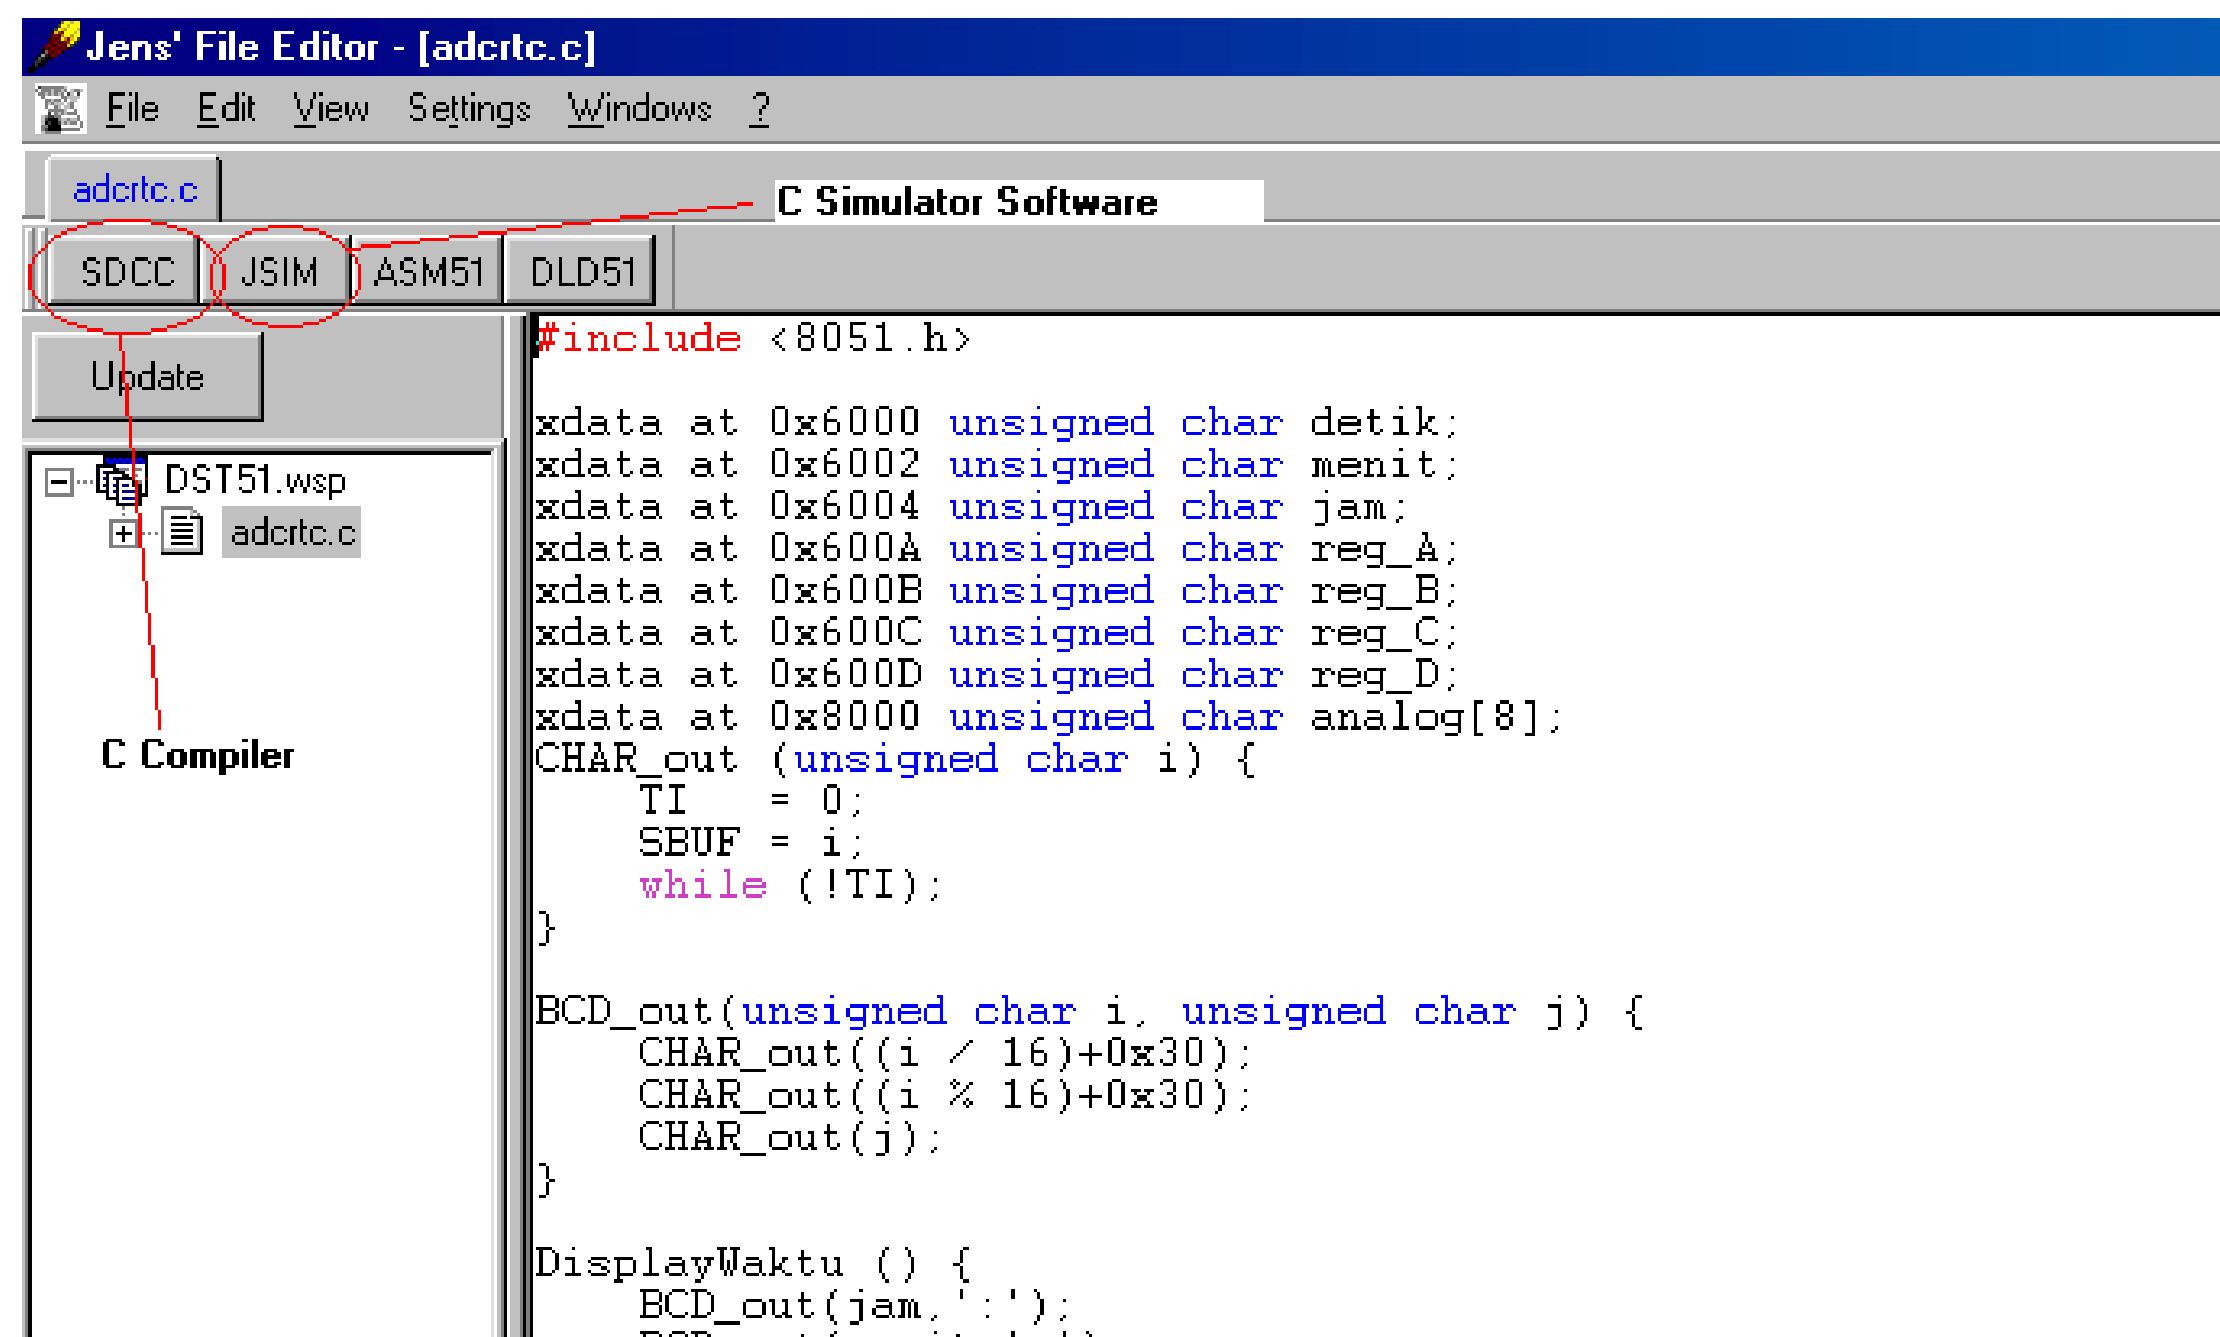 Jens' File Editor - [adcrtc.c]
File Edit View Settings Windows ?
adcrtc.c
C Simulator Software
SDCC JSIM ASM51 DLD51
Update
DST51.wsp
adcrtc.c
C Compiler
#include <8051.h>
xdata at 0x6000 unsigned char detik;
xdata at 0x6002 unsigned char menit;
xdata at 0x6004 unsigned char jam;
xdata at 0x600A unsigned char reg_A;
xdata at 0x600B unsigned char reg_B;
xdata at 0x600C unsigned char reg_C;
xdata at 0x600D unsigned char reg_D;
xdata at 0x8000 unsigned char analog[8];
CHAR_out (unsigned char i) {
TI = 0;
SBUF = i;
while (!TI);
}
BCD_out(unsigned char i, unsigned char j) {
CHAR_out((i / 16)+0x30);
CHAR_out((i % 16)+0x30);
CHAR_out(j);
}
DisplayWaktu () {
BCD_out(jam,':');